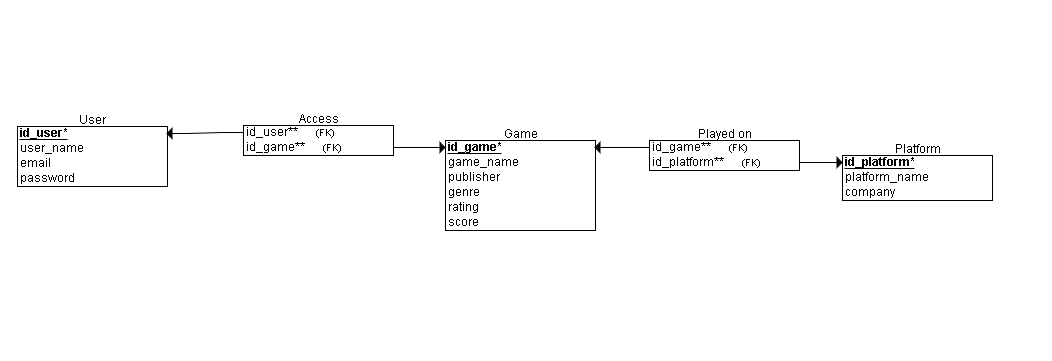 User
id_user*
user_name
email
password
Access
id_user** (FK)
id_game** (FK)
Game
id_game*
game_name
publisher
genre
rating
score
Played on
id_game** (FK)
id_platform** (FK)
Platform
id_platform*
platform_name
company